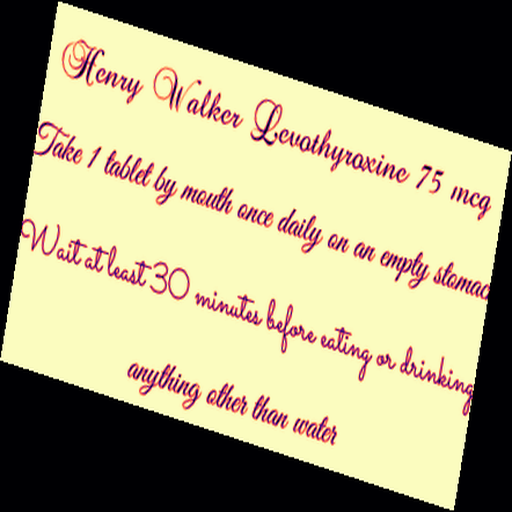 Henry Walker Levothyroxine 75 mcg
Take 1 tablet by mouth once daily on an empty stomac
Wait at least 30 minutes before eating or drinking
anything other than water